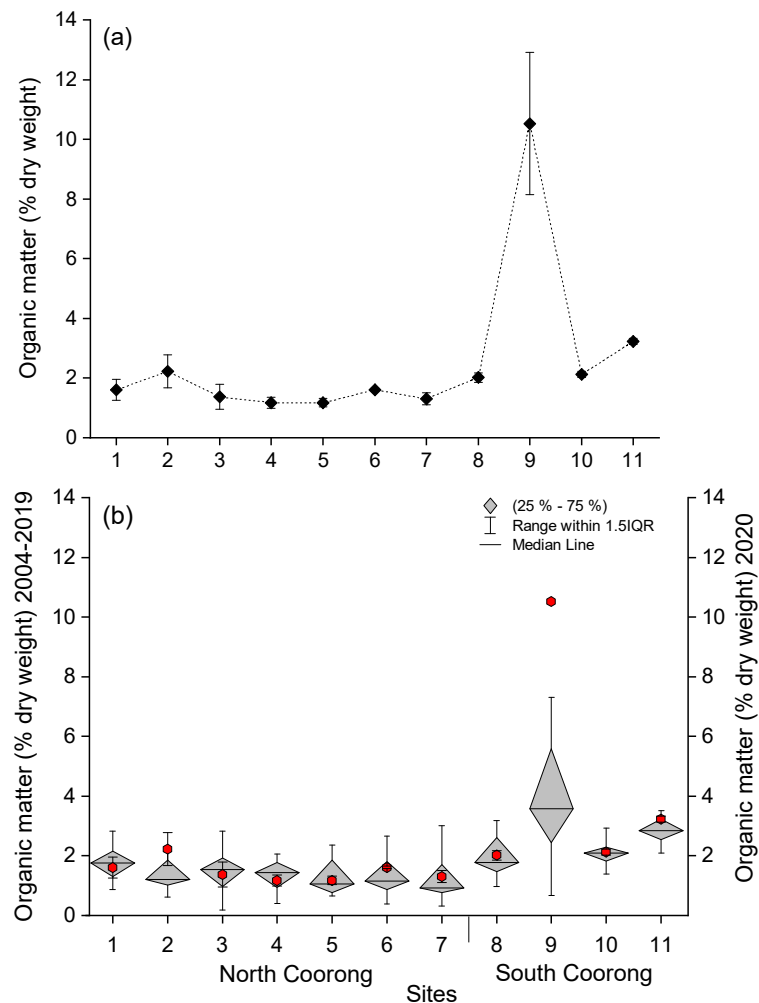 (a)
Organic matter (% dry weight)
14
12
10
8
6
4
2
0
1 2 3 4 5 6 7 8 9 10 11
(b)
Organic matter (% dry weight) 2004-2019
14
12
10
8
6
4
2
0
(25 % - 75 %)
Range within 1.5IQR
Median Line
14
12
10
8
6
4
2
Organic matter (% dry weight) 2020
1 2 3 4 5 6 7 8 9 10 11
North Coorong South Coorong
Sites